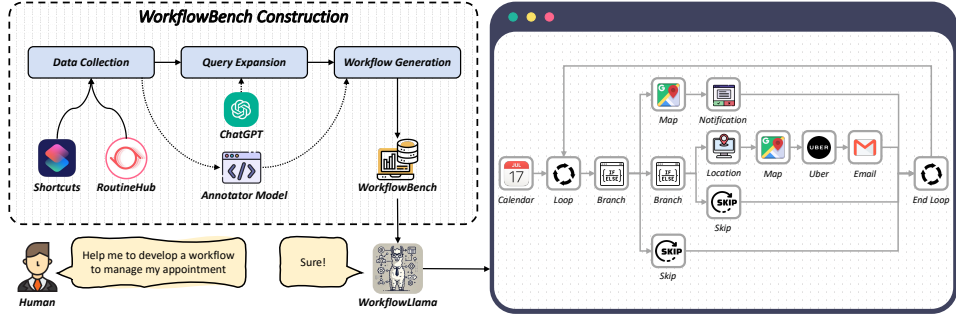 WorkflowBench Construction
Data Collection
Query Expansion
Workflow Generation
ChatGPT
Shortcuts
RoutineHub
Annotator Model
WorkflowBench
Help me to develop a workflow
to manage my appointment
Sure!
Human
WorkflowLlama
Map
Notification
Location
Map
UBER
Uber
Email
JUL
17
IF
ELSE
IF
ELSE
Calendar
Loop
Branch
Branch
SKIP
Skip
End Loop
SKIP
Skip